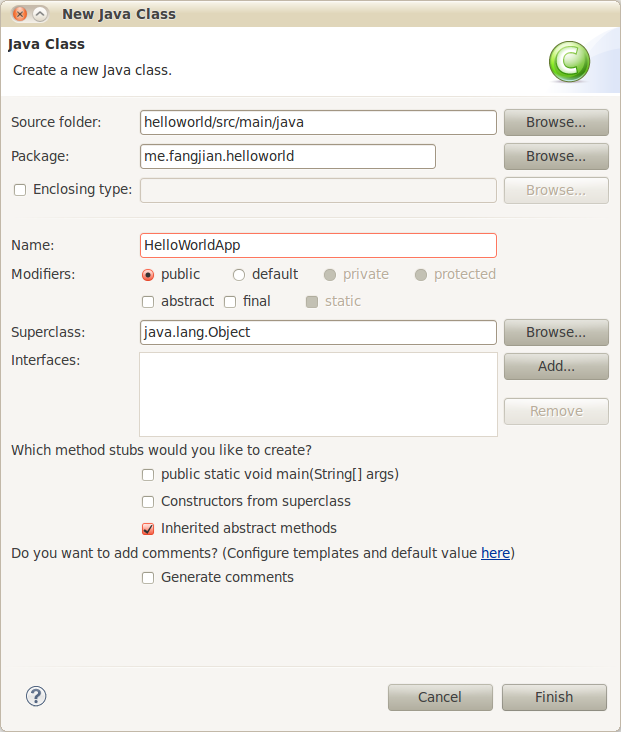 New Java Class
Java Class
Create a new Java class.
C
Source folder: helloworld/src/main/java Browse...
Package: me.fangjian.helloworld Browse...
Enclosing type: Browse...
Name: HelloWorldApp
Modifiers: public default private protected
abstract final static
Superclass: java.lang.Object Browse...
Interfaces: Add...
Remove
Which method stubs would you like to create?
public static void main(String[] args)
Constructors from superclass
Inherited abstract methods
Do you want to add comments? (Configure templates and default value here)
Generate comments
? Cancel Finish